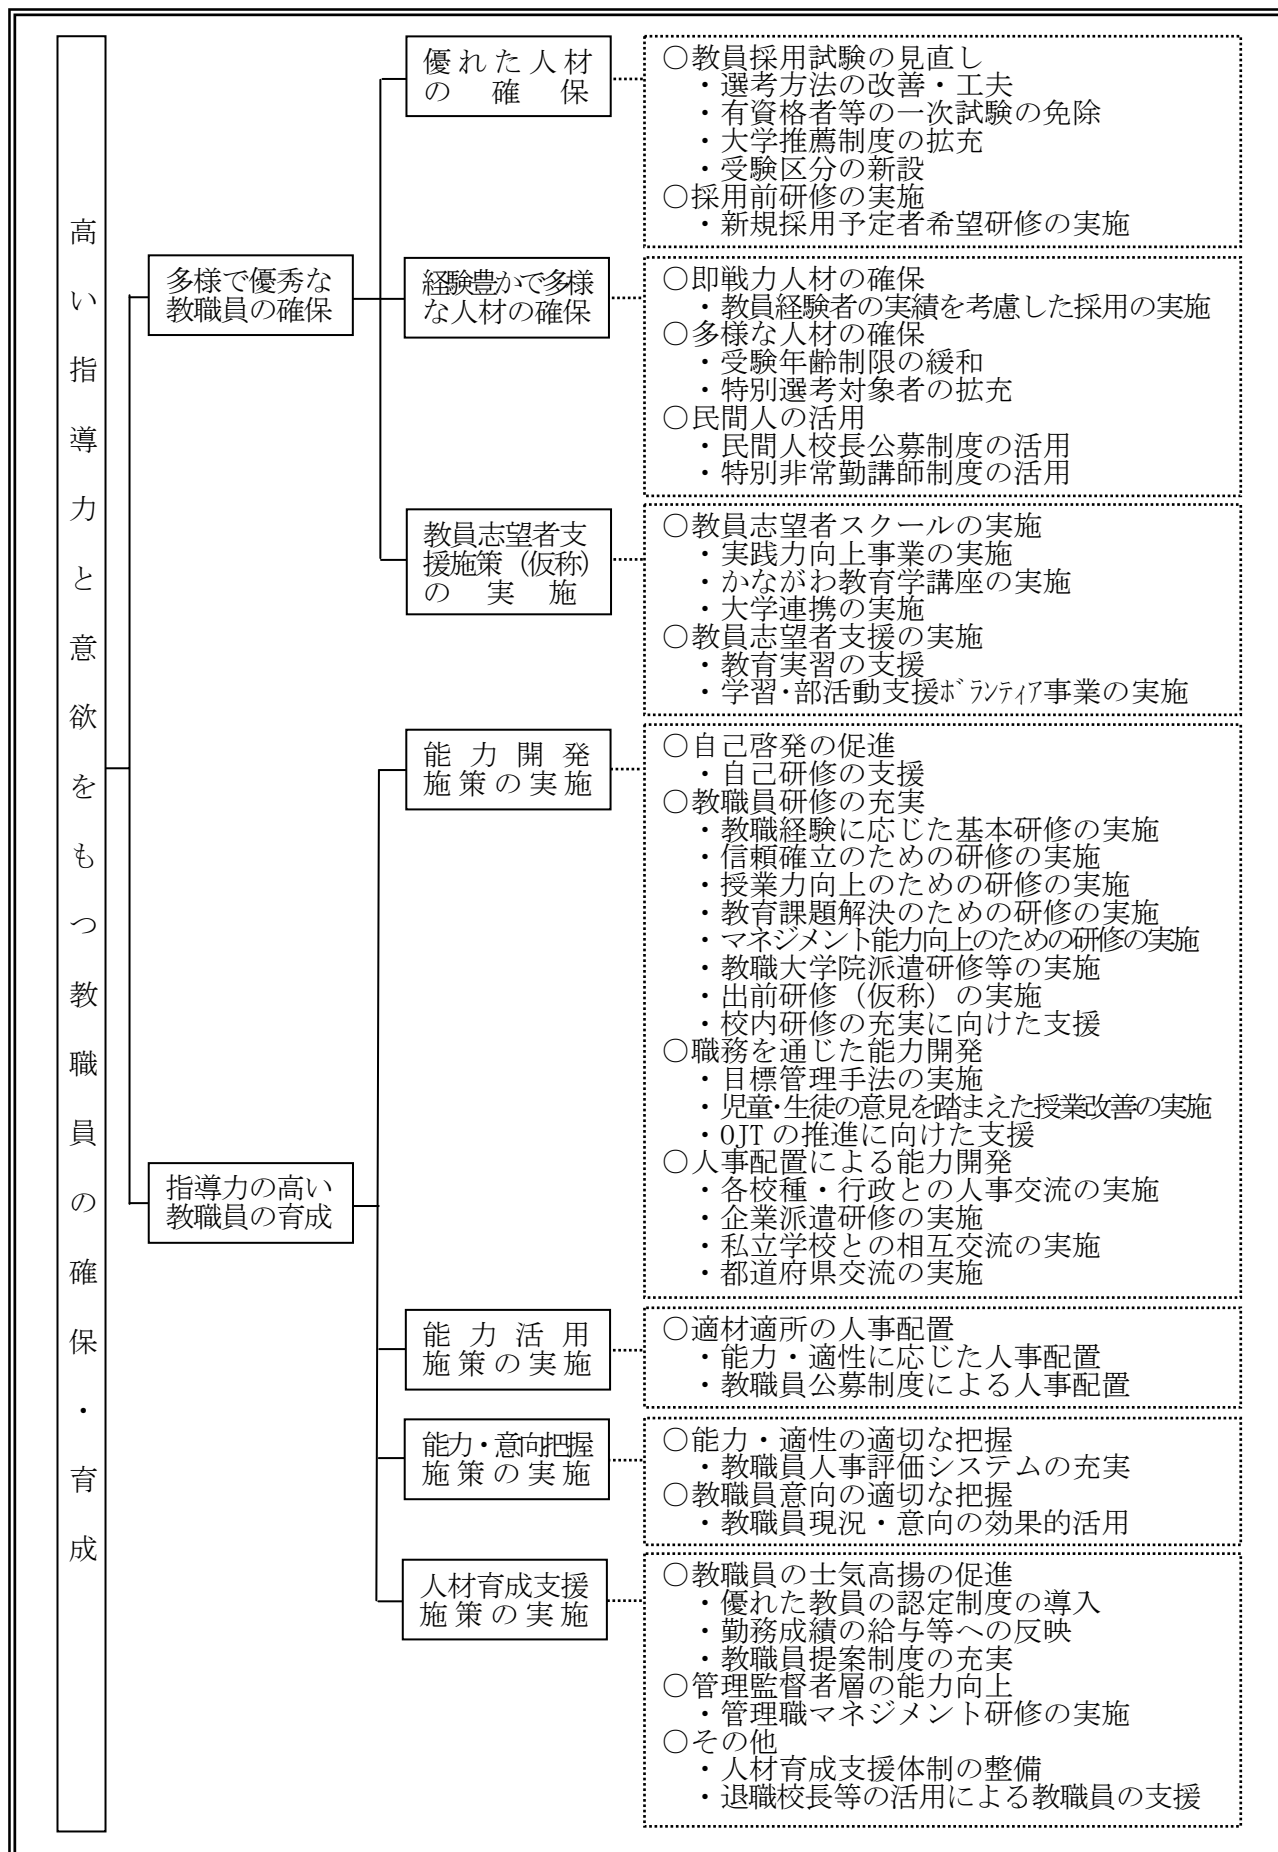 高い指導力と意欲をもつ教職員の確保・育成
多様で優秀な
教職員の確保
優れた人材
の確保
○教員採用試験の見直し
・選考方法の改善・工夫
・有資格者等の一次試験の免除
・大学推薦制度の拡充
・受験区分の新設
○採用前研修の実施
・新規採用予定者希望研修の実施
経験豊かで多様
な人材の確保
○即戦力人材の確保
・教員経験者の実績を考慮した採用の実施
○多様な人材の確保
・受験年齢制限の緩和
・特別選考対象者の拡充
○民間人の活用
・民間人校長公募制度の活用
・特別非常勤講師制度の活用
教員志望者支
援施策（仮称）
の実施
○教員志望者スクールの実施
・実践力向上事業の実施
・かながわ教育学講座の実施
・大学連携の実施
○教員志望者支援の実施
・教育実習の支援
・学習・部活動支援ﾎﾞﾗﾝﾃｨｱ事業の実施
指導力の高い
教職員の育成
能力開発
施策の実施
○自己啓発の促進
・自己研修の支援
○教職員研修の充実
・教職経験に応じた基本研修の実施
・信頼確立のための研修の実施
・授業力向上のための研修の実施
・教育課題解決のための研修の実施
・マネジメント能力向上のための研修の実施
・教職大学院派遣研修等の実施
・出前研修（仮称）の実施
・校内研修の充実に向けた支援
○職務を通じた能力開発
・目標管理手法の実施
・児童・生徒の意見を踏まえた授業改善の実施
・OJTの推進に向けた支援
○人事配置による能力開発
・各校種・行政との人事交流の実施
・企業派遣研修の実施
・私立学校との相互交流の実施
・都道府県交流の実施
能力活用
施策の実施
○適材適所の人事配置
・能力・適性に応じた人事配置
・教職員公募制度による人事配置
能力・意向把握
施策の実施
○能力・適性の適切な把握
・教職員人事評価システムの充実
○教職員意向の適切な把握
・教職員現況・意向の効果的活用
人材育成支援
施策の実施
○教職員の士気高揚の促進
・優れた教員の認定制度の導入
・勤務成績の給与等への反映
・教職員提案制度の充実
○管理監督者層の能力向上
・管理職マネジメント研修の実施
○その他
・人材育成支援体制の整備
・退職校長等の活用による教職員の支援